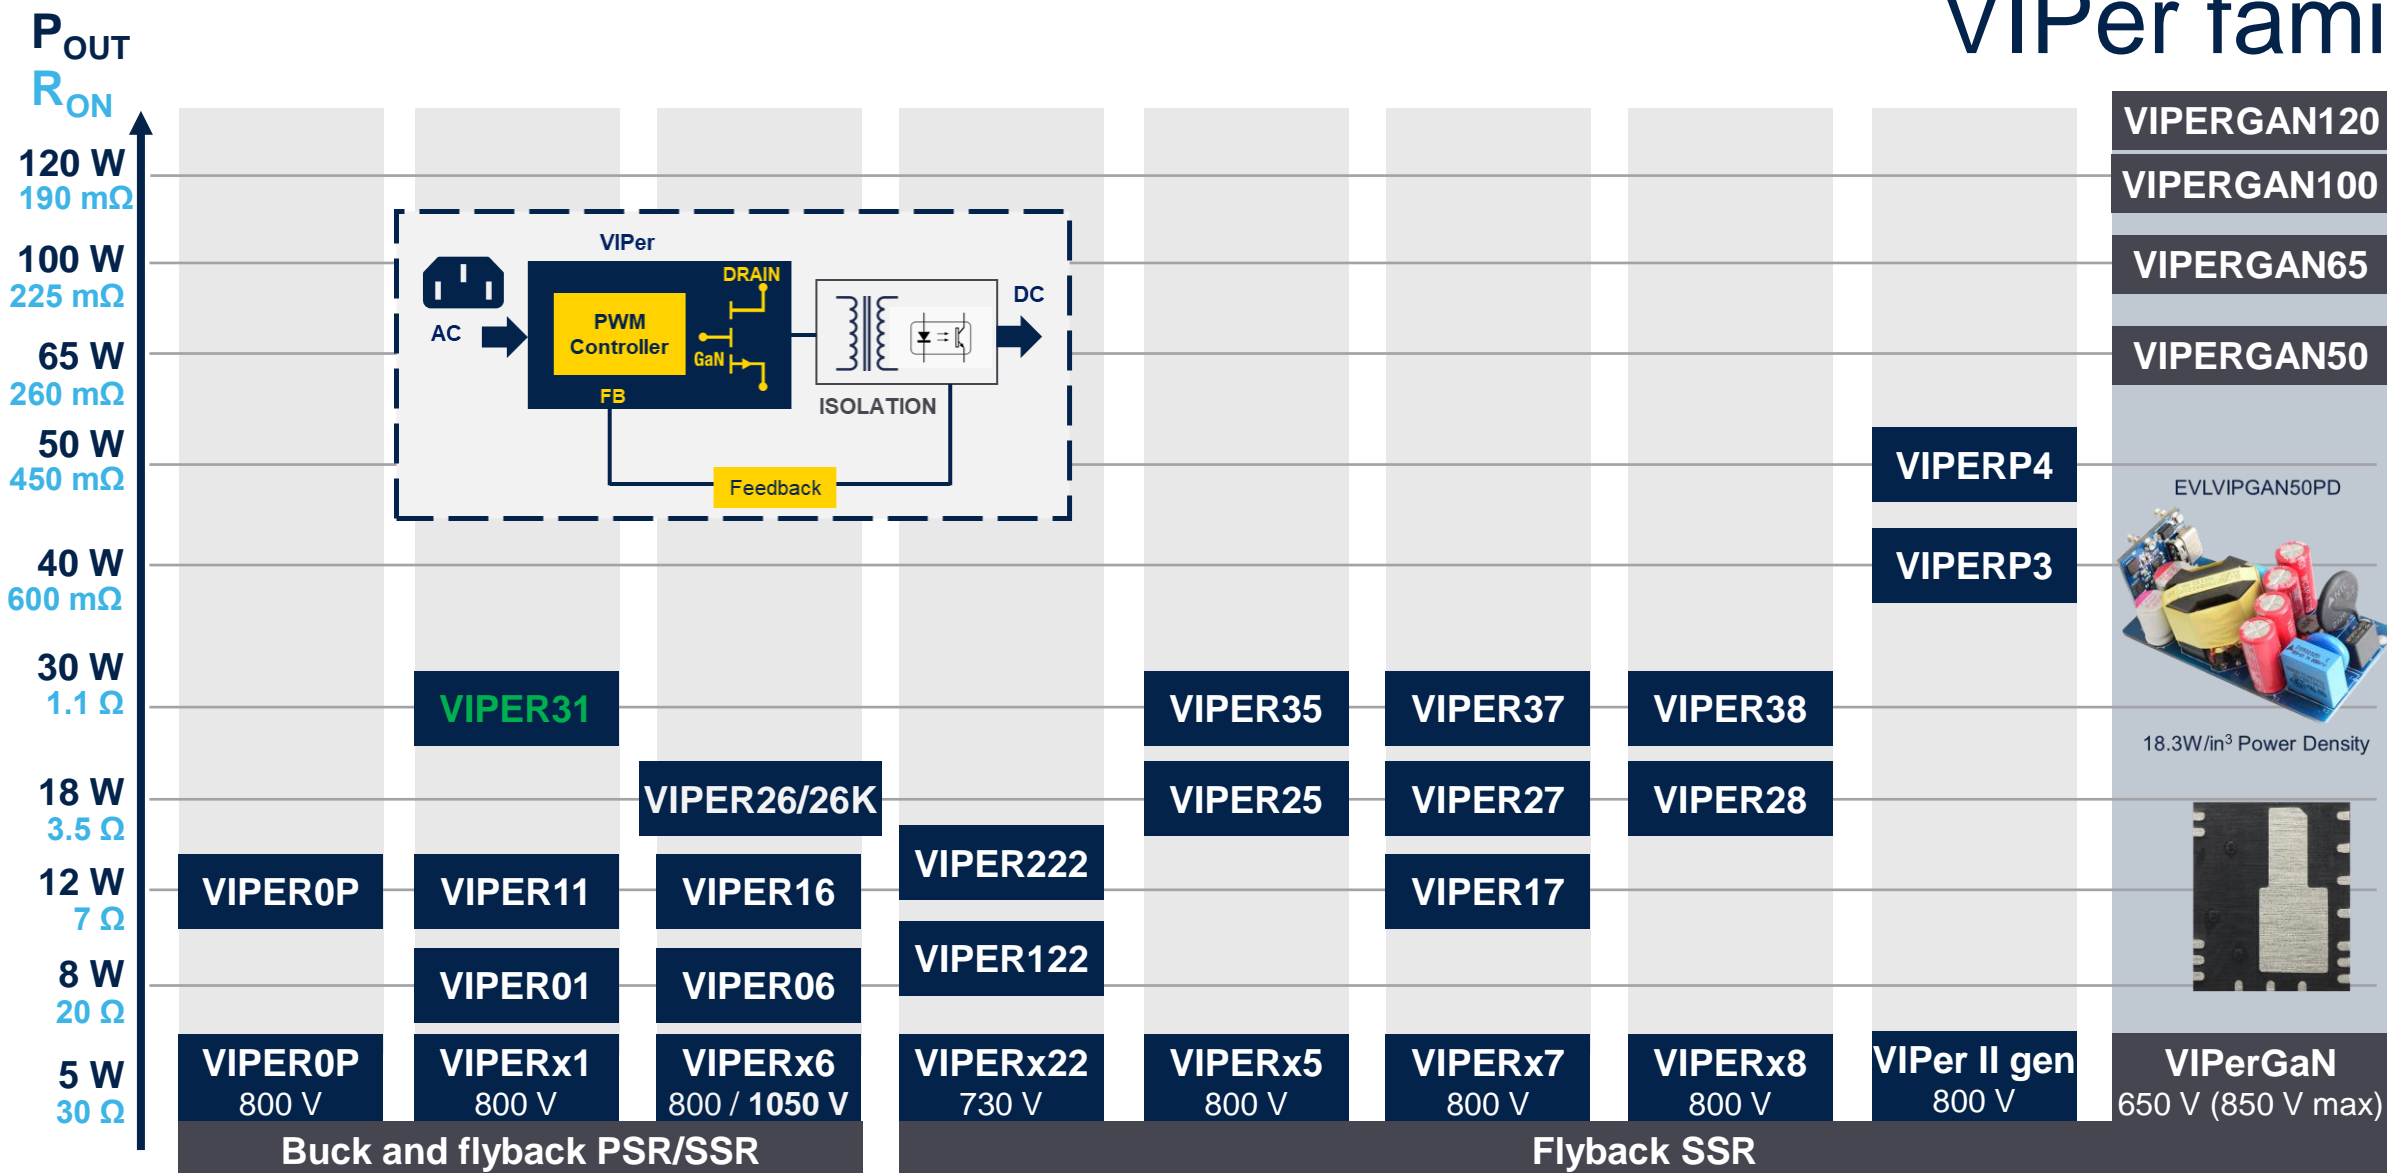 VIPer fami
P_OUT
R_ON
120 W
190 mΩ
100 W
225 mΩ
65 W
260 mΩ
50 W
450 mΩ
40 W
600 mΩ
30 W
1.1 Ω
18 W
3.5 Ω
12 W
7 Ω
8 W
20 Ω
5 W
30 Ω
VIPer
AC
PWM
Controller
DRAIN
GaN
FB
ISOLATION
DC
Feedback
VIPERGAN120
VIPERGAN100
VIPERGAN65
VIPERGAN50
VIPERP4
EVLVIPGAN50PD
VIPERP3
VIPER31
VIPER35
VIPER37
VIPER38
18.3W/in³ Power Density
VIPER26/26K
VIPER25
VIPER27
VIPER28
VIPER0P
VIPER11
VIPER16
VIPER222
VIPER17
VIPER01
VIPER06
VIPER122
VIPER0P
800 V
VIPERx1
800 V
VIPERx6
800 / 1050 V
VIPERx22
730 V
VIPERx5
800 V
VIPERx7
800 V
VIPERx8
800 V
VIPer II gen
800 V
VIPerGaN
650 V (850 V max)
Buck and flyback PSR/SSR
Flyback SSR